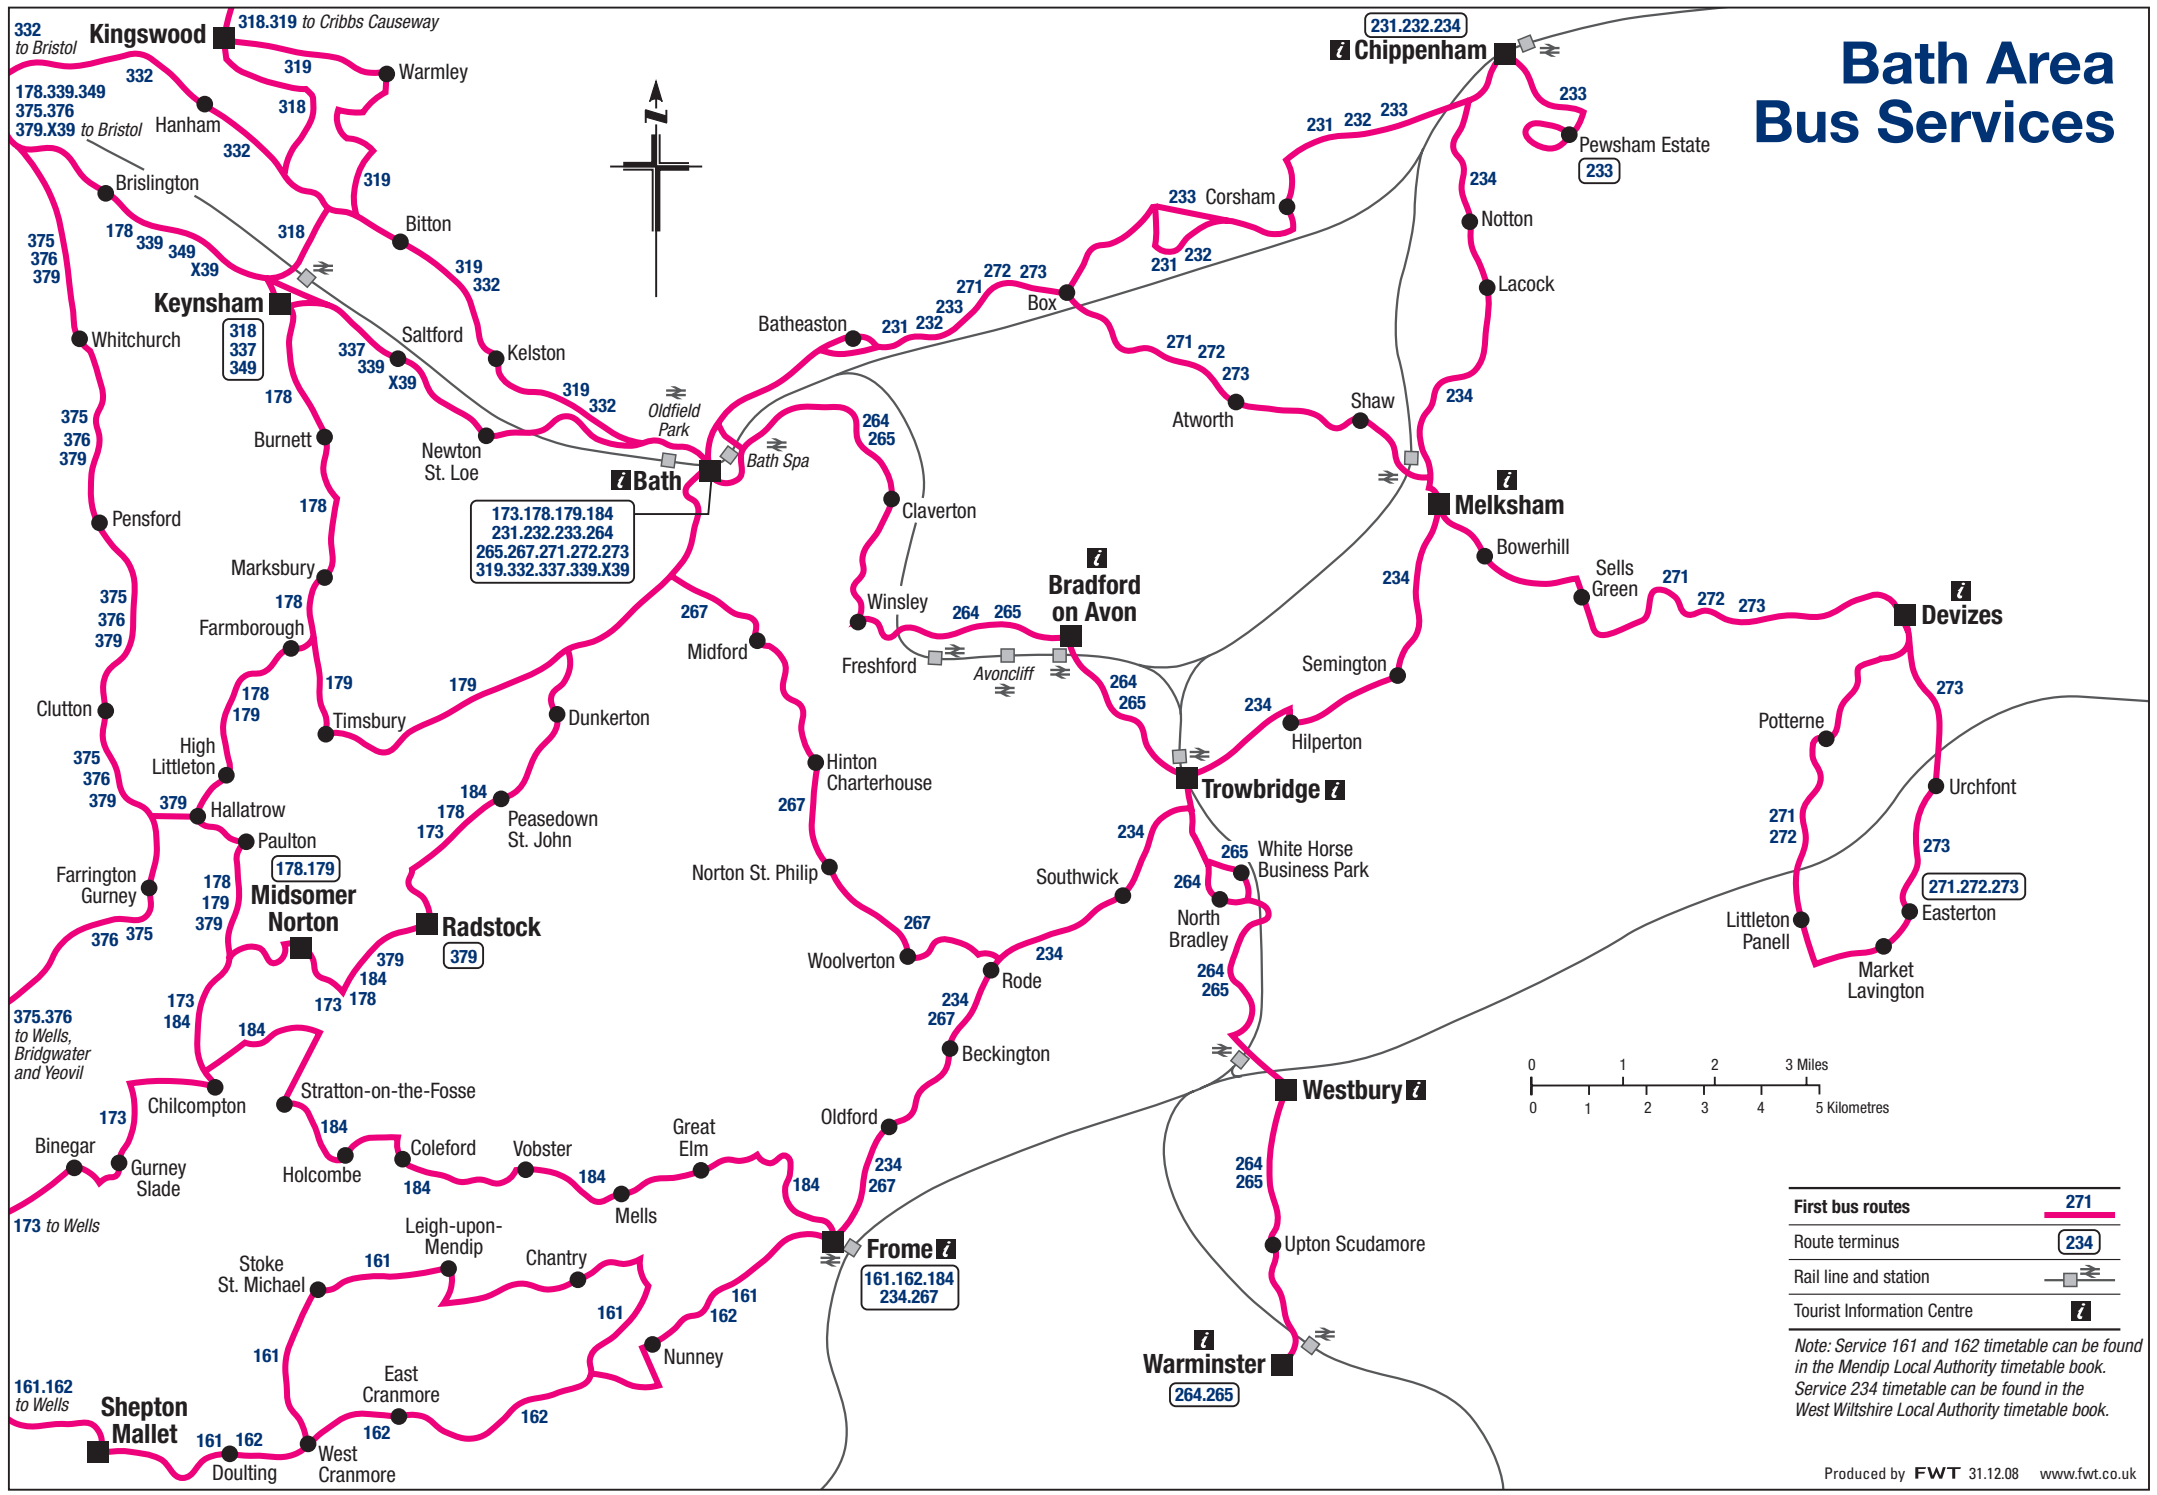 Bath Area
Bus Services
332
to Bristol
Kingswood
318.319 to Cribbs Causeway
332
319
Warmley
178.339.349
375.376
379.X39 to Bristol
318
Hanham
332
319
Brislington
Bitton
178
339
349
X39
318
375
376
379
319
332
Keynsham
318
337
349
Saltford
337
339
X39
Kelston
319
332
Whitchurch
178
Burnett
Newton
St. Loe
Oldfield
Park
Bath Spa
i Bath
173.178.179.184
231.232.233.264
265.267.271.272.273
319.332.337.339.X39
N
231.232.234
i Chippenham
233
Pewsham Estate
233
231
232
233
234
Notton
Corsham
233
231
232
Lacock
272
273
271
233
231
232
Box
Batheaston
271
272
273
Atworth
Shaw
234
264
265
Claverton
i
Melksham
375
376
379
Pensford
178
Marksbury
178
Farmborough
375
376
379
Clutton
178
179
179
179
Timsbury
High
Littleton
375
376
379
379
Hallatrow
Paulton
178.179
Midsomer
Norton
Farrington
Gurney
376
375
178
179
379
Radstock
379
379
184
178
173
184
178
173
Peasedown
St. John
Dunkerton
267
Midford
Hinton
Charterhouse
267
Norton St. Philip
267
Woolverton
Winsley
264
265
i
Bradford
on Avon
Freshford
Avoncliff
264
265
234
Bowerhill
Sells
Green
271
272
273
i
Devizes
Semington
234
Hilperton
Trowbridge i
273
Potterne
Urchfont
271
272
273
271.272.273
Easterton
Littleton
Panell
Market
Lavington
234
Southwick
265
White Horse
Business Park
264
North
Bradley
264
265
234
Rode
234
267
Beckington
375.376
to Wells,
Bridgwater
and Yeovil
173
184
184
Stratton-on-the-Fosse
Chilcompton
173
Binegar
Gurney
Slade
173 to Wells
184
Holcombe
Coleford
184
Vobster
184
Mells
Great
Elm
184
Oldford
234
267
Westbury i
264
265
Upton Scudamore
i
Warminster
264.265
Frome i
161.162.184
234.267
Leigh-upon-
Mendip
Chantry
Stoke
St. Michael
161
161
161
162
Nunney
161
East
Cranmore
162
162
161.162
to Wells
Shepton
Mallet
161
162
Doulting
West
Cranmore
0
1
2
3 Miles
0
1
2
3
4
5 Kilometres
First bus routes
271
Route terminus
234
Rail line and station
Tourist Information Centre
i
Note: Service 161 and 162 timetable can be found
in the Mendip Local Authority timetable book.
Service 234 timetable can be found in the
West Wiltshire Local Authority timetable book.
Produced by FWT 31.12.08 www.fwt.co.uk